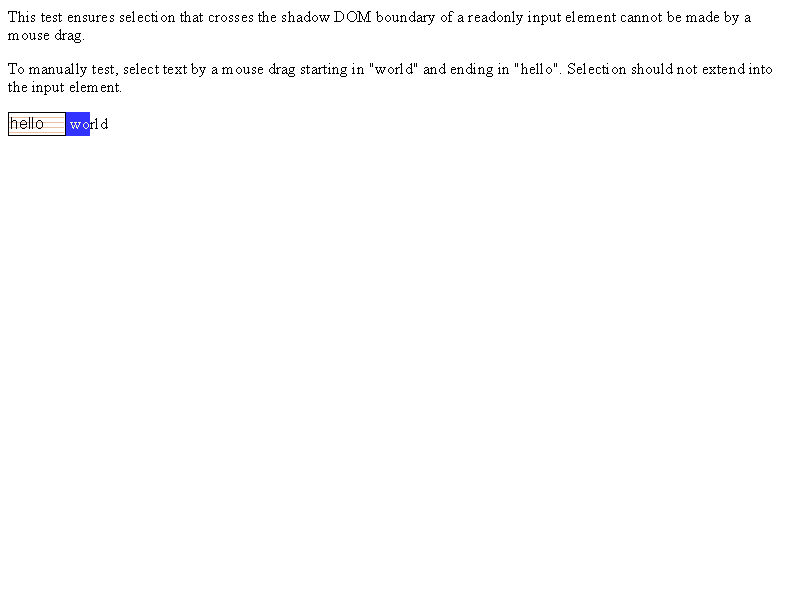 This test ensures selection that crosses the shadow DOM boundary of a readonly input element cannot be made by a
mouse drag.
To manually test, select text by a mouse drag starting in "world" and ending in "hello". Selection should not extend into
the input element.
hello world